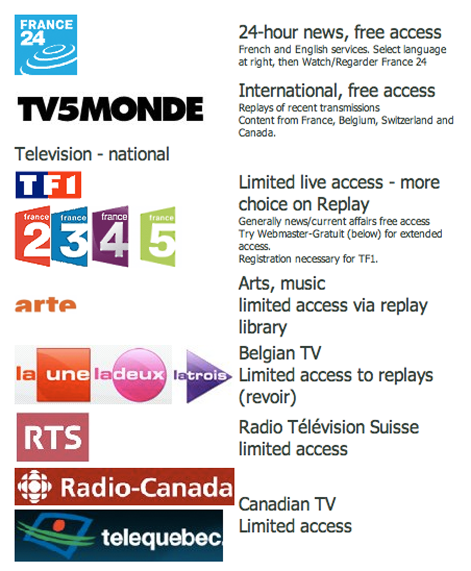 FRANCE
24
24-hour news, free access
French and English services. Select language
at right, then Watch/Regarder France 24
TV5MONDE
International, free access
Replays of recent transmissions
Content from France, Belgium, Switzerland and
Canada.
Television - national
TF1
Limited live access - more
choice on Replay
france 2
france 3
france 4
france 5
Generally news/current affairs free access
Try Webmaster-Gratuit (below) for extended
access.
Registration necessary for TF1.
arte
Arts, music
limited access via replay
library
la une
ladeux
latrois
Belgian TV
Limited access to replays
(revoir)
RTS
Radio Télévision Suisse
limited access
Radio-Canada
telequebec.
Canadian TV
Limited access